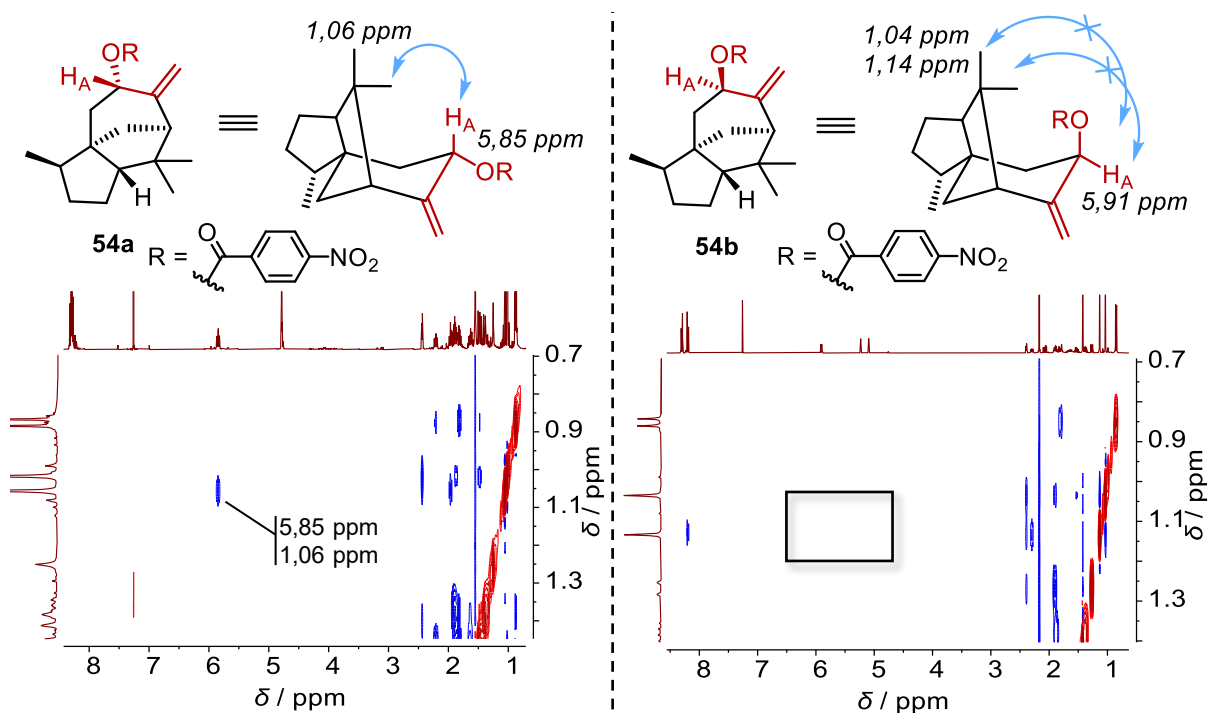 OR
H_A
1,06 ppm
H_A
5,85 ppm
OR
H
54a
R =
O
NO₂
OR
H_A
1,04 ppm
1,14 ppm
RO
H_A
5,91 ppm
H
54b
R =
O
NO₂
0.7
0.9
1.1
1.3
δ / ppm
5,85 ppm
1,06 ppm
8 7 6 5 4 3 2 1
δ / ppm
0.7
0.9
1.1
1.3
δ / ppm
8 7 6 5 4 3 2 1
δ / ppm